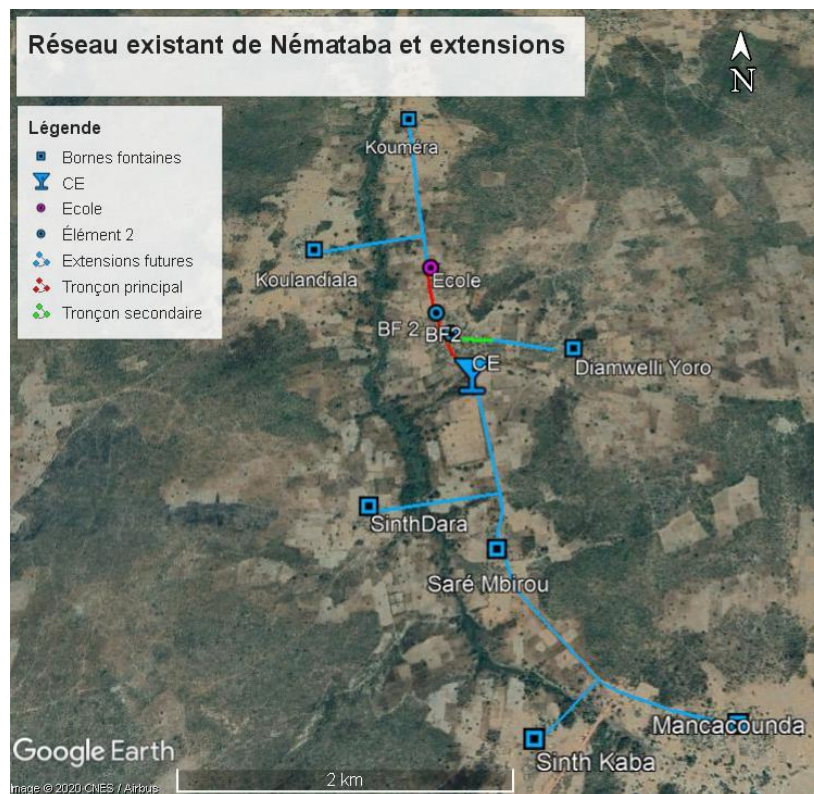 Réseau existant de Némataba et extensions
N
Légende
Bornes fontaines
CE
Ecole
Élément 2
Extensions futures
Tronçon principal
Tronçon secondaire
Kouméra
Koulandiala
Ecole
BF 2
BF2
CE
Diamwelli Yoro
SinthDara
Saré Mbirou
Mancacounda
Sinth Kaba
Google Earth
2 km
Image © 2020 CNES / Airbus